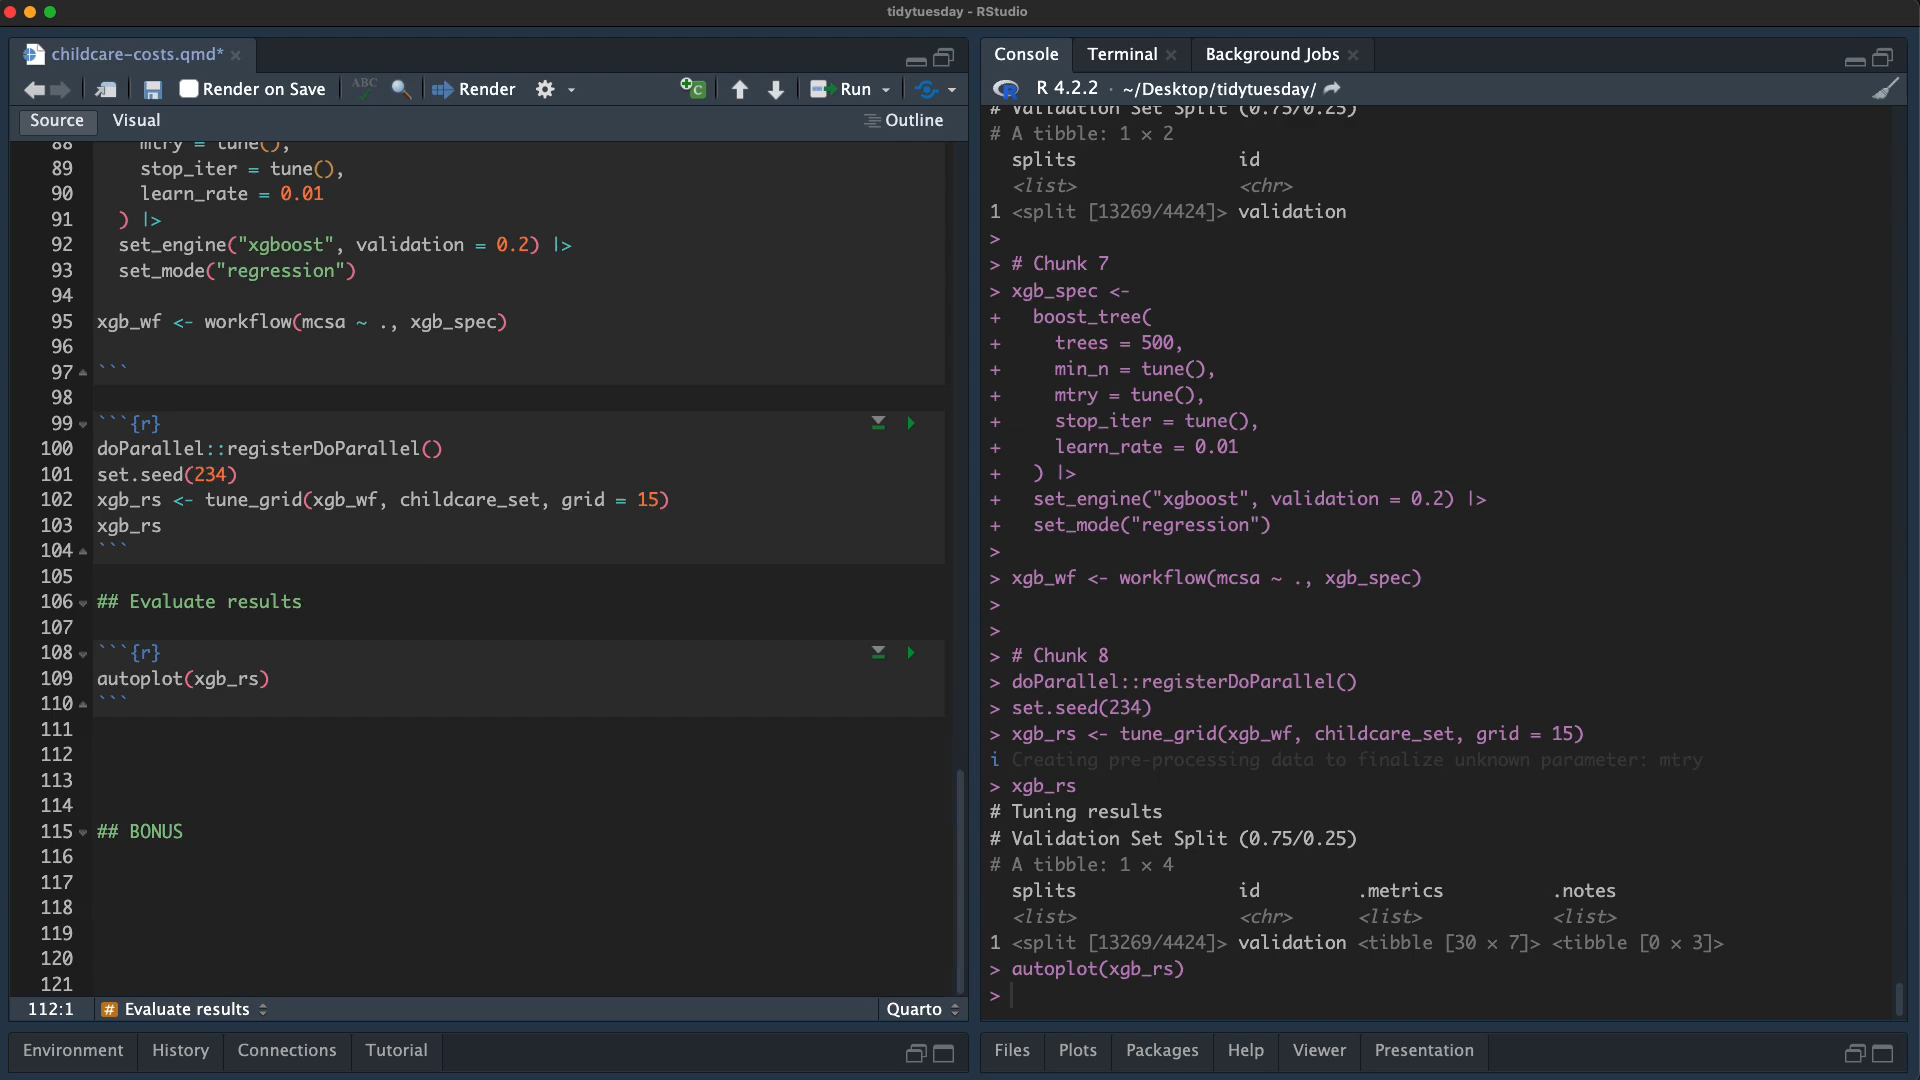 tidytuesday - RStudio
childcare-costs.qmd*
Render on Save
ABC
Render
Run
Source
Visual
Outline
88 mtry = tune(),
89 stop_iter = tune(),
90 learn_rate = 0.01
91 ) |>
92 set_engine("xgboost", validation = 0.2) |>
93 set_mode("regression")
94
95 xgb_wf <- workflow(mcsa ~ ., xgb_spec)
96
97 ```
98
99 ```{r}
100 doParallel::registerDoParallel()
101 set.seed(234)
102 xgb_rs <- tune_grid(xgb_wf, childcare_set, grid = 15)
103 xgb_rs
104 ```
105
106 ## Evaluate results
107
108 ```{r}
109 autoplot(xgb_rs)
110 ```
111
112
113
114
115 ## BONUS
116
117
118
119
120
121
112:1
# Evaluate results
Quarto
Environment
History
Connections
Tutorial
Console
Terminal
Background Jobs
R 4.2.2 · ~/Desktop/tidytuesday/
# Validation Set Split (0.75/0.25)
# A tibble: 1 × 2
splits id
<list> <chr>
1 <split [13269/4424]> validation
>
> # Chunk 7
> xgb_spec <-
+ boost_tree(
+ trees = 500,
+ min_n = tune(),
+ mtry = tune(),
+ stop_iter = tune(),
+ learn_rate = 0.01
+ ) |>
+ set_engine("xgboost", validation = 0.2) |>
+ set_mode("regression")
>
> xgb_wf <- workflow(mcsa ~ ., xgb_spec)
>
>
> # Chunk 8
> doParallel::registerDoParallel()
> set.seed(234)
> xgb_rs <- tune_grid(xgb_wf, childcare_set, grid = 15)
i Creating pre-processing data to finalize unknown parameter: mtry
> xgb_rs
# Tuning results
# Validation Set Split (0.75/0.25)
# A tibble: 1 × 4
splits id .metrics .notes
<list> <chr> <list> <list>
1 <split [13269/4424]> validation <tibble [30 × 7]> <tibble [0 × 3]>
> autoplot(xgb_rs)
>
Files
Plots
Packages
Help
Viewer
Presentation